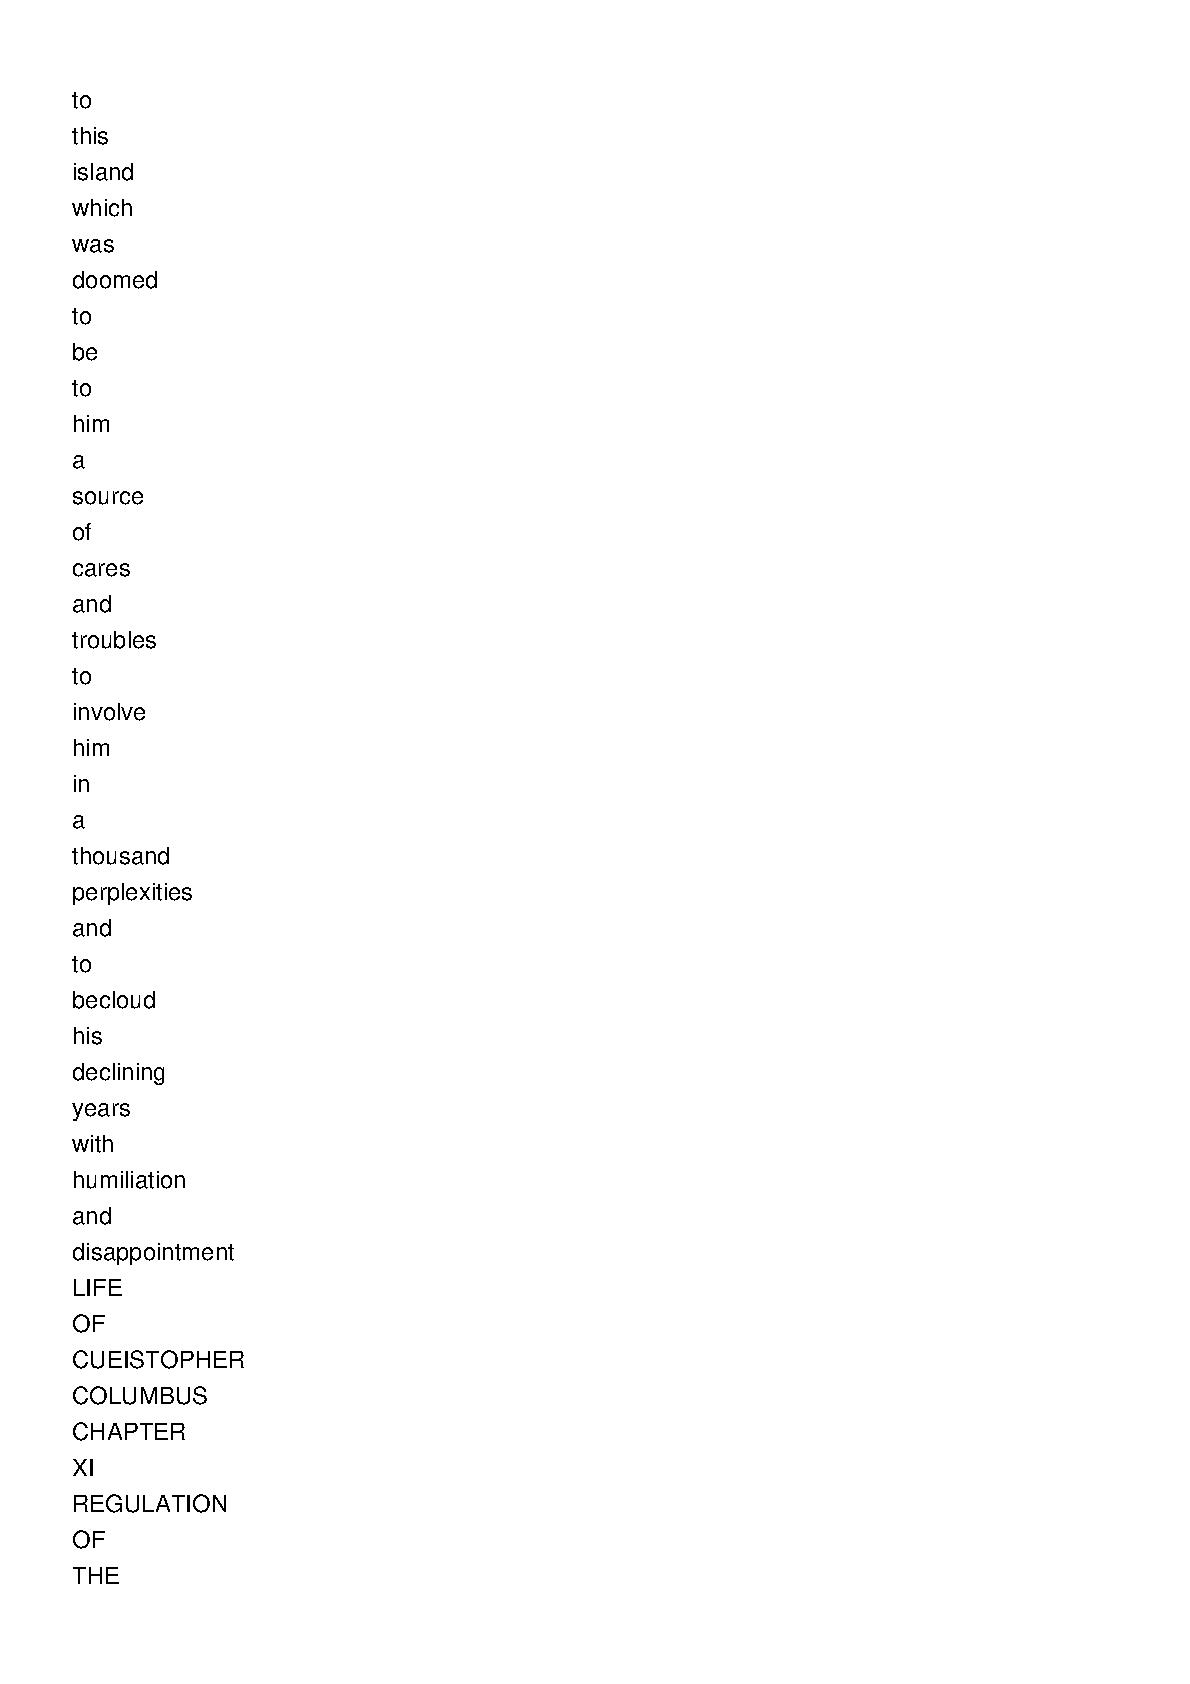 to
this
island
which
was
doomed
to
be
to
him
a
source
of
cares
and
troubles
to
involve
him
in
a
thousand
perplexities
and
to
becloud
his
declining
years
with
humiliation
and
disappointment
LIFE
OF
CUEISTOPHER
COLUMBUS
CHAPTER
XI
REGULATION
OF
THE